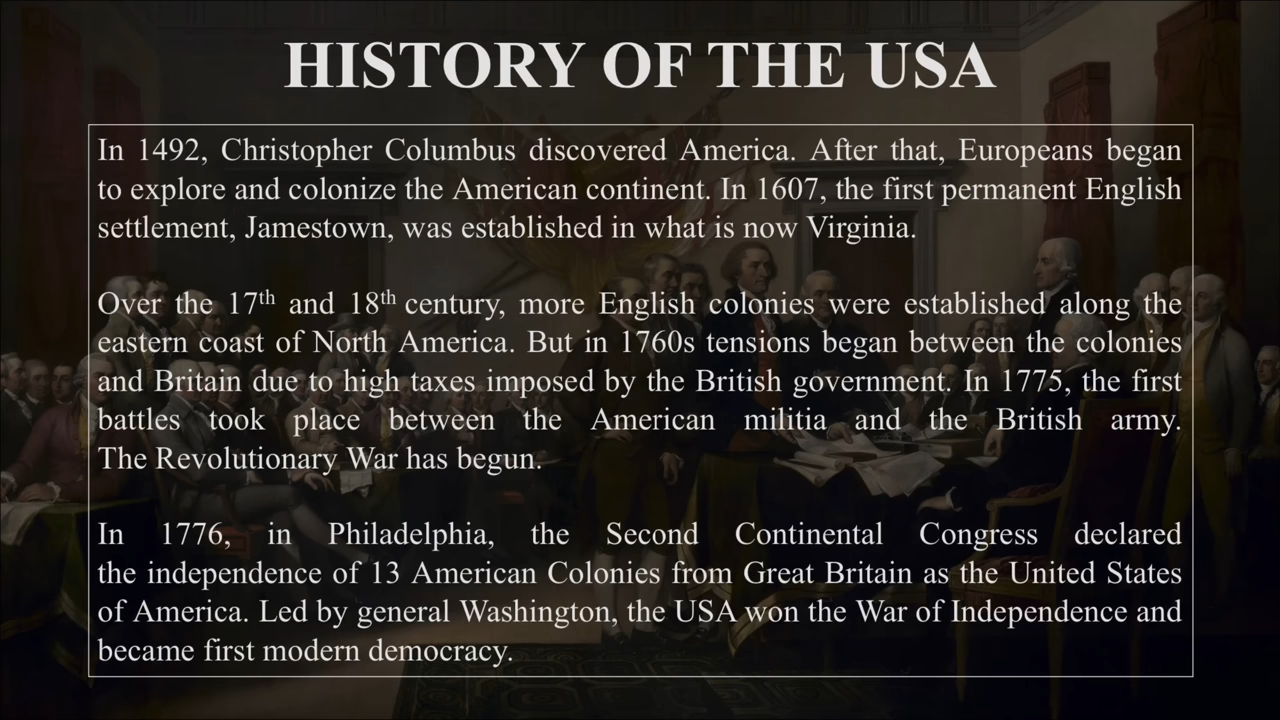 HISTORY OF THE USA
In 1492, Christopher Columbus discovered America. After that, Europeans began
to explore and colonize the American continent. In 1607, the first permanent English
settlement, Jamestown, was established in what is now Virginia.
Over the 17th and 18th century, more English colonies were established along the
eastern coast of North America. But in 1760s tensions began between the colonies
and Britain due to high taxes imposed by the British government. In 1775, the first
battles took place between the American militia and the British army.
The Revolutionary War has begun.
In 1776, in Philadelphia, the Second Continental Congress declared
the independence of 13 American Colonies from Great Britain as the United States
of America. Led by general Washington, the USA won the War of Independence and
became first modern democracy.